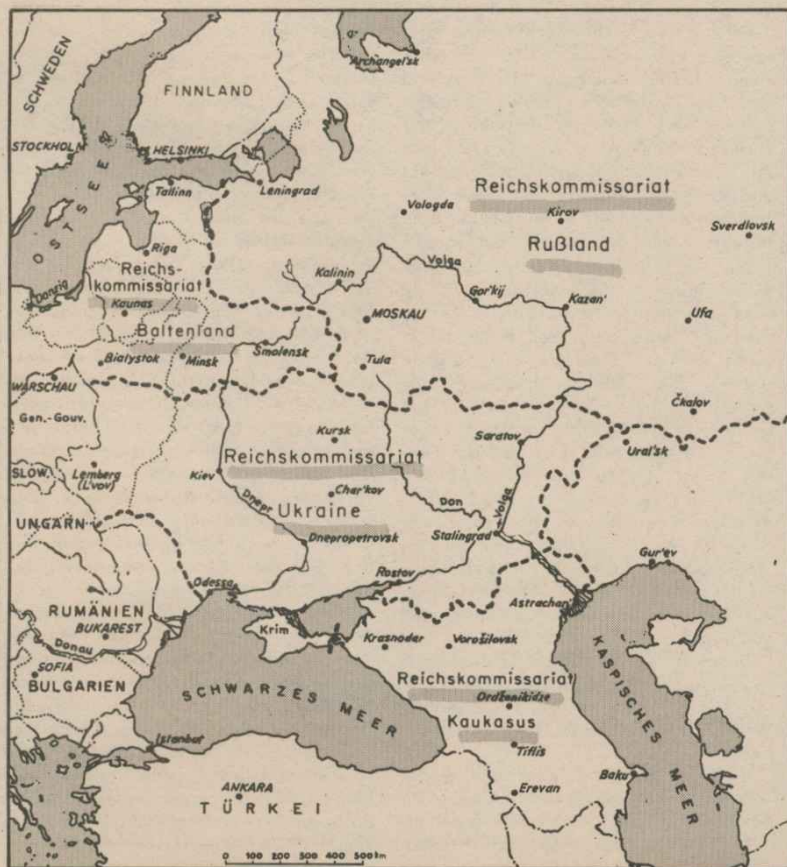 Archangel'sk
SCHWEDEN
FINNLAND
STOCKHOLM
HELSINKI
Tallinn
Leningrad
OSTSEE
Vologda
Reichskommissariat
Kirov
Rußland
Sverdlovsk
Riga
Reichs-
kommissariat
Kaunas
Baltenland
Danzig
Kalinin
Volga
Gor'kij
Kazan'
MOSKAU
Ufa
Bialystok
Minsk
Smolensk
Tula
WARSCHAU
Gen.-Gouv.
Čkalov
Kursk
Saratov
Ural'sk
Reichskommissariat
SLOW.
Lemberg
(L'vov)
Kiev
Char'kov
Don
Volga
Dnepr
Ukraine
UNGARN
Dnepropetrovsk
Stalingrad
Gur'ev
Odessa
Rostov
Astrachan'
RUMÄNIEN
BUKAREST
Krim
Krasnodar
Vorošilovsk
Donau
SOFIA
BULGARIEN
SCHWARZES MEER
Reichskommissariat
Ordžonikidze
Kaukasus
KASPISCHES MEER
Tiflis
Istanbul
Baku
ANKARA
Erevan
TÜRKEI
0 100 200 300 400 500 km